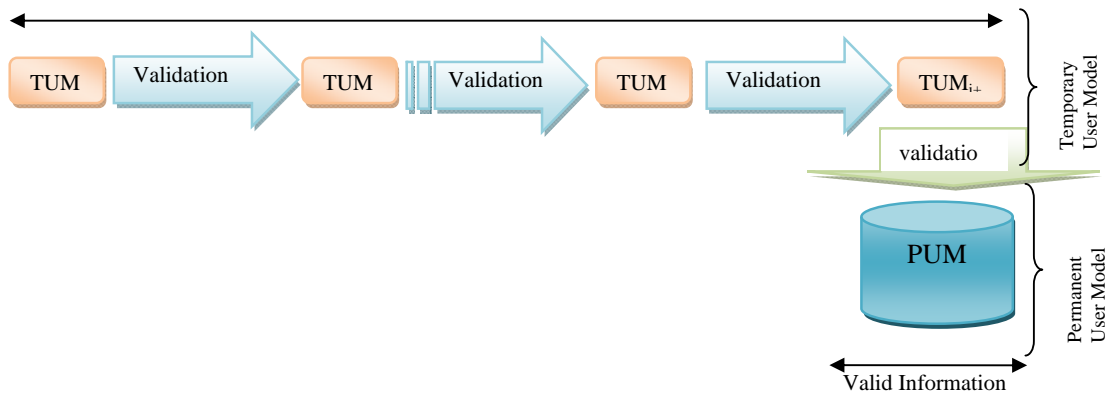 TUM
Validation
TUM
Validation
TUM
Validation
TUMi+
Temporary
User Model
validatio
PUM
Permanent
User Model
Valid Information